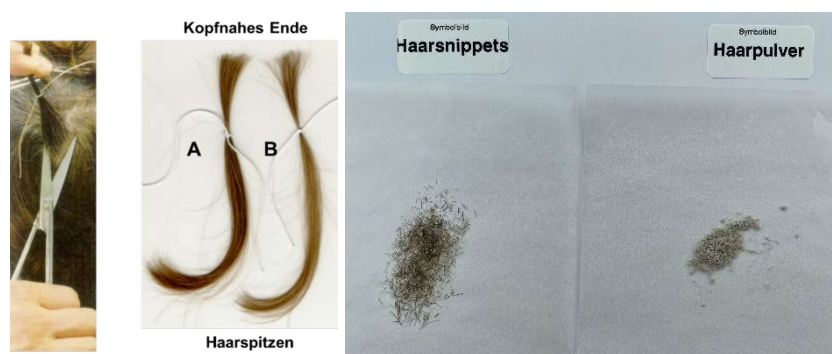 Kopfnahes Ende
A
B
Haarspitzen
Symbolbild
Haarsnippets
Symbolbild
Haarpulver